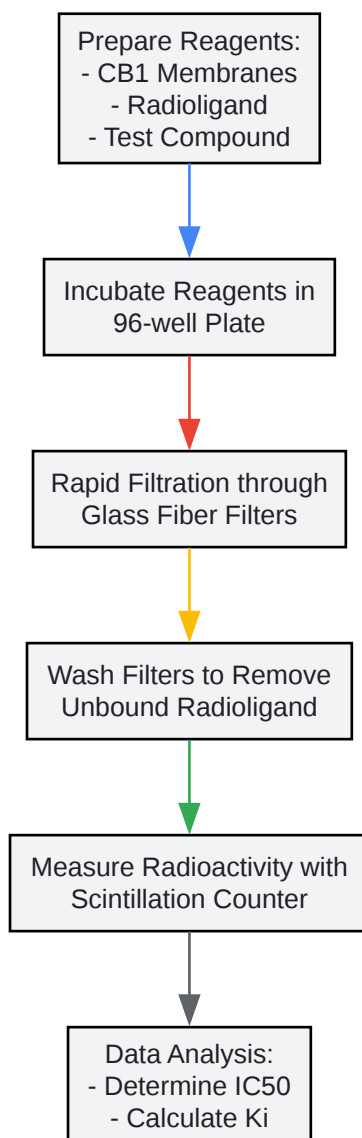 Prepare Reagents:
- CB1 Membranes
- Radioligand
- Test Compound
Incubate Reagents in
96-well Plate
Rapid Filtration through
Glass Fiber Filters
Wash Filters to Remove
Unbound Radioligand
Measure Radioactivity with
Scintillation Counter
Data Analysis:
- Determine IC50
- Calculate Ki